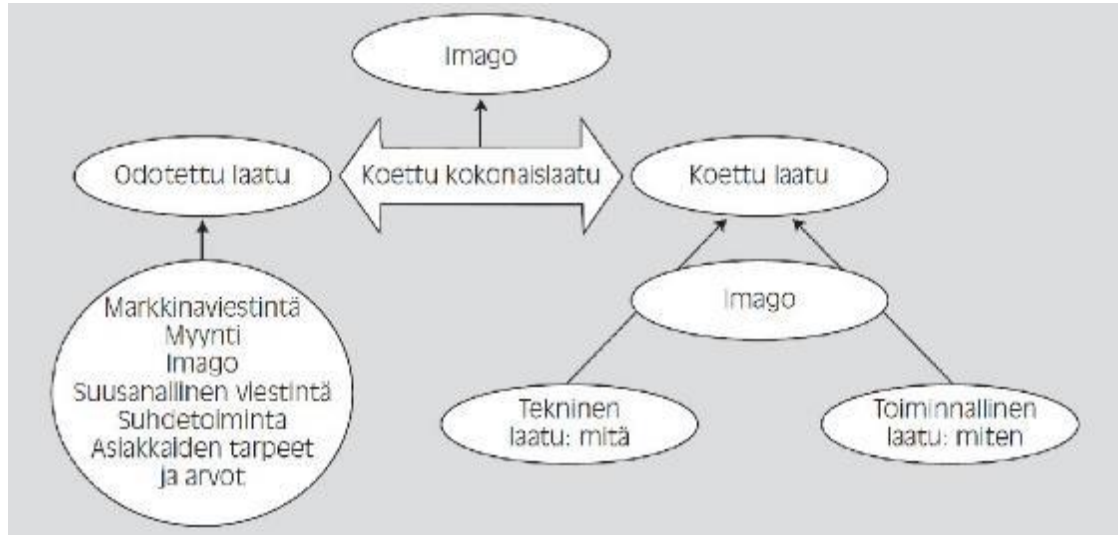 Imago
Odotettu laatu
Koettu kokonaislaatu
Koettu laatu
Markkinaviestintä
Myynti
Imago
Suusanallinen viestintä
Suhdetoiminta
Asiakkaiden tarpeet
ja arvot
Imago
Tekninen
laatu: mitä
Toiminnallinen
laatu: miten